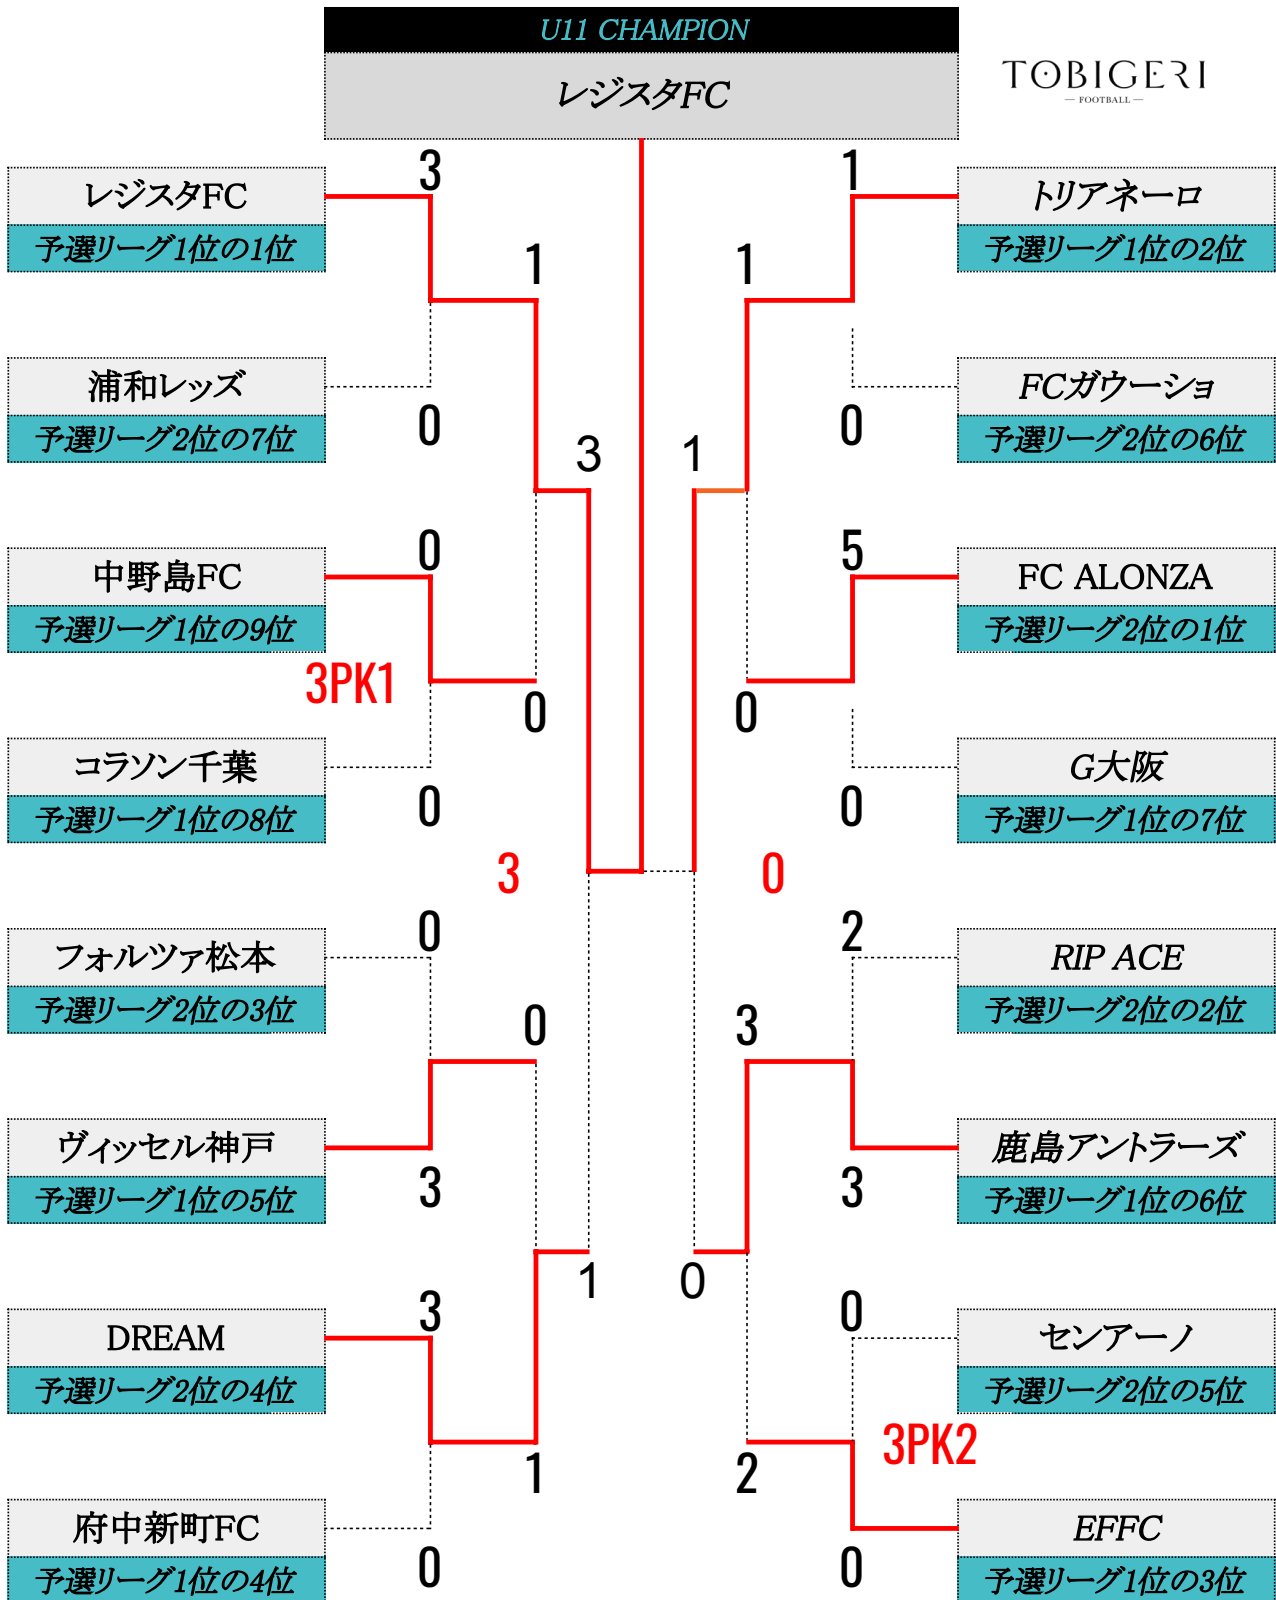 U11 CHAMPION
レジスタFC
TOBIGERI
— FOOTBALL —
3
1
レジスタFC
トリアネーロ
予選リーグ1位の1位
予選リーグ1位の2位
1
1
浦和レッズ
FCガウーショ
予選リーグ2位の7位
予選リーグ2位の6位
0
0
3
1
0
5
中野島FC
FC ALONZA
予選リーグ1位の9位
予選リーグ2位の1位
3PK1
0
0
コラソン千葉
G大阪
予選リーグ1位の8位
予選リーグ1位の7位
0
0
3
0
0
2
フォルツァ松本
RIP ACE
予選リーグ2位の3位
予選リーグ2位の2位
0
3
ヴィッセル神戸
鹿島アントラーズ
予選リーグ1位の5位
予選リーグ1位の6位
3
3
1
0
3
0
DREAM
センアーノ
予選リーグ2位の4位
予選リーグ2位の5位
3PK2
1
2
府中新町FC
EFFC
予選リーグ1位の4位
予選リーグ1位の3位
0
0